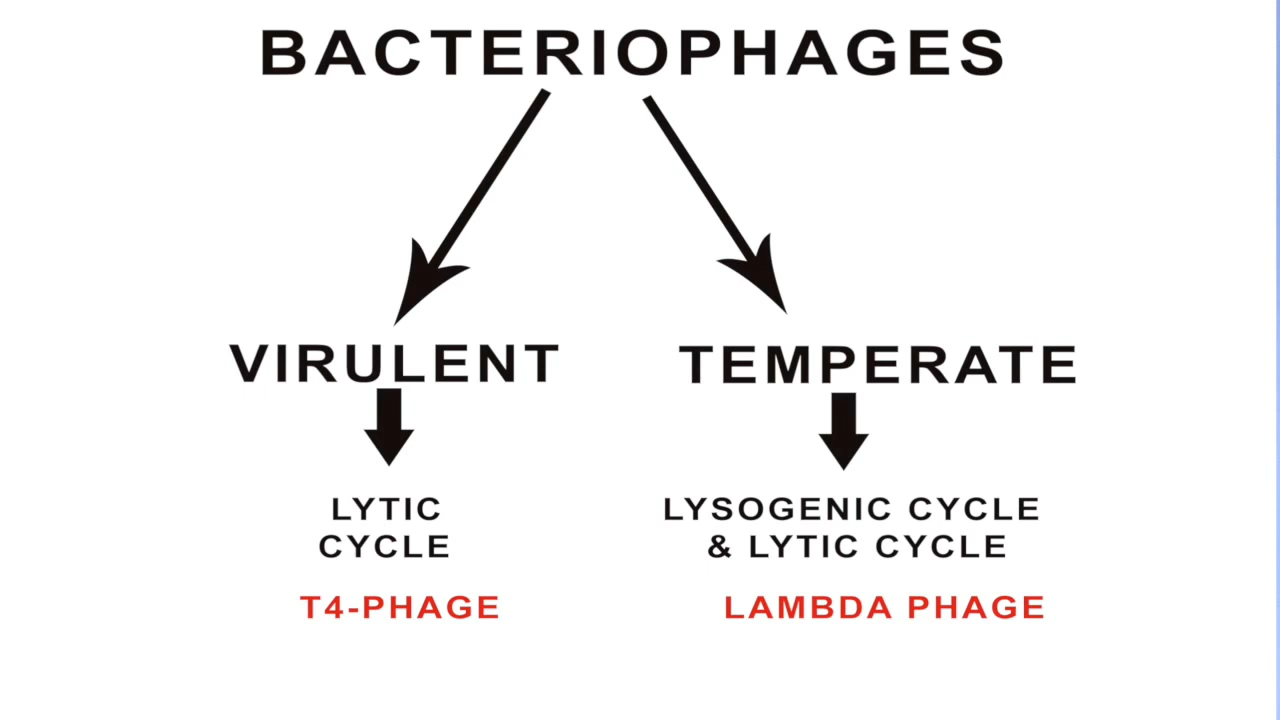 BACTERIOPHAGES
VIRULENT
TEMPERATE
LYTIC
CYCLE
T4-PHAGE
LYSOGENIC CYCLE
& LYTIC CYCLE
LAMBDA PHAGE